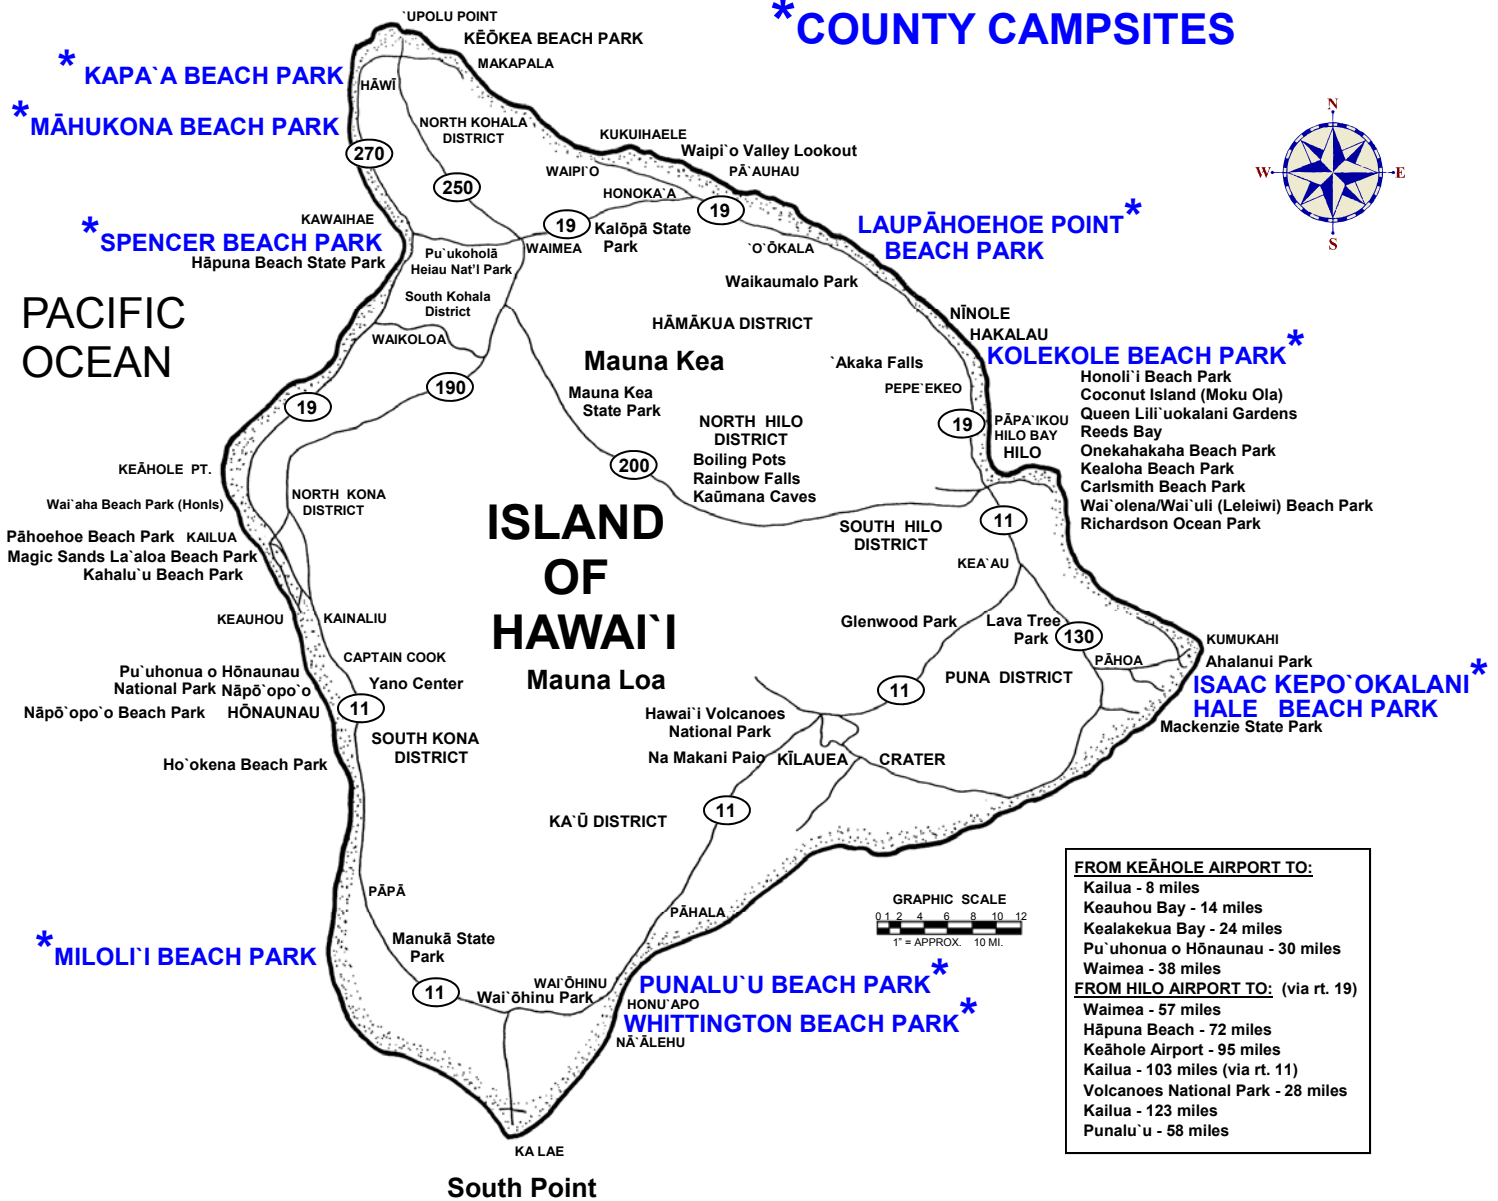 *COUNTY CAMPSITES
`UPOLU POINT
KĒŌKEA BEACH PARK
MAKAPALA
* KAPA`A BEACH PARK
HĀWĪ
*MĀHUKONA BEACH PARK
NORTH KOHALA
DISTRICT
270
250
KUKUIHAELE
Waipi`o Valley Lookout
WAIPI`O
PĀ`AUHAU
HONOKA`A
19
19
N
W
E
S
KAWAIHAE
*SPENCER BEACH PARK
Hāpuna Beach State Park
Pu`ukoholā
Heiau Nat'l Park
WAIMEA
Kalōpā State
Park
`O`ŌKALA
LAUPĀHOEHOE POINT*
BEACH PARK
Waikaumalo Park
South Kohala
District
PACIFIC
OCEAN
WAIKOLOA
HĀMĀKUA DISTRICT
NĪNOLE
HAKALAU
KOLEKOLE BEACH PARK*
Mauna Kea
`Akaka Falls
PEPE`EKEO
190
19
Mauna Kea
State Park
NORTH HILO
DISTRICT
Boiling Pots
Rainbow Falls
Kaūmana Caves
200
19
PĀPA`IKOU
HILO BAY
HILO
Honoli`i Beach Park
Coconut Island (Moku Ola)
Queen Lili`uokalani Gardens
Reeds Bay
Onekahakaha Beach Park
Kealoha Beach Park
Carlsmith Beach Park
Wai`olena/Wai`uli (Leleiwi) Beach Park
Richardson Ocean Park
KEĀHOLE PT.
Wai`aha Beach Park (Honls)
NORTH KONA
DISTRICT
Pāhoehoe Beach Park
KAILUA
Magic Sands La`aloa Beach Park
Kahalu`u Beach Park
ISLAND
OF
HAWAI`I
SOUTH HILO
DISTRICT
11
KEA`AU
KEAUHOU
KAINALIU
Glenwood Park
Lava Tree
Park
130
KUMUKAHI
Mauna Loa
CAPTAIN COOK
Yano Center
Pu`uhonua o Hōnaunau
National Park
Nāpō`opo`o
Nāpō`opo`o Beach Park
HŌNAUNAU
11
SOUTH KONA
DISTRICT
Ho`okena Beach Park
PĀHOA
Ahalanui Park
PUNA DISTRICT
ISAAC KEPO`OKALANI*
HALE BEACH PARK
Mackenzie State Park
11
Hawai`i Volcanoes
National Park
Na Makani Paio
KĪLAUEA
CRATER
KA`Ū DISTRICT
11
PĀPĀ
PĀHALA
*MILOLI`I BEACH PARK
Manukā State
Park
11
WAI`ŌHINU
Wai`ōhinu Park
PUNALU`U BEACH PARK*
HONU`APO
WHITTINGTON BEACH PARK*
NĀ`ĀLEHU
KA LAE
South Point
GRAPHIC SCALE
0 1 2 4 6 8 10 12
1" = APPROX. 10 MI.
FROM KEĀHOLE AIRPORT TO:
Kailua - 8 miles
Keauhou Bay - 14 miles
Kealakekua Bay - 24 miles
Pu`uhonua o Hōnaunau - 30 miles
Waimea - 38 miles
FROM HILO AIRPORT TO: (via rt. 19)
Waimea - 57 miles
Hāpuna Beach - 72 miles
Keāhole Airport - 95 miles
Kailua - 103 miles (via rt. 11)
Volcanoes National Park - 28 miles
Kailua - 123 miles
Punalu`u - 58 miles